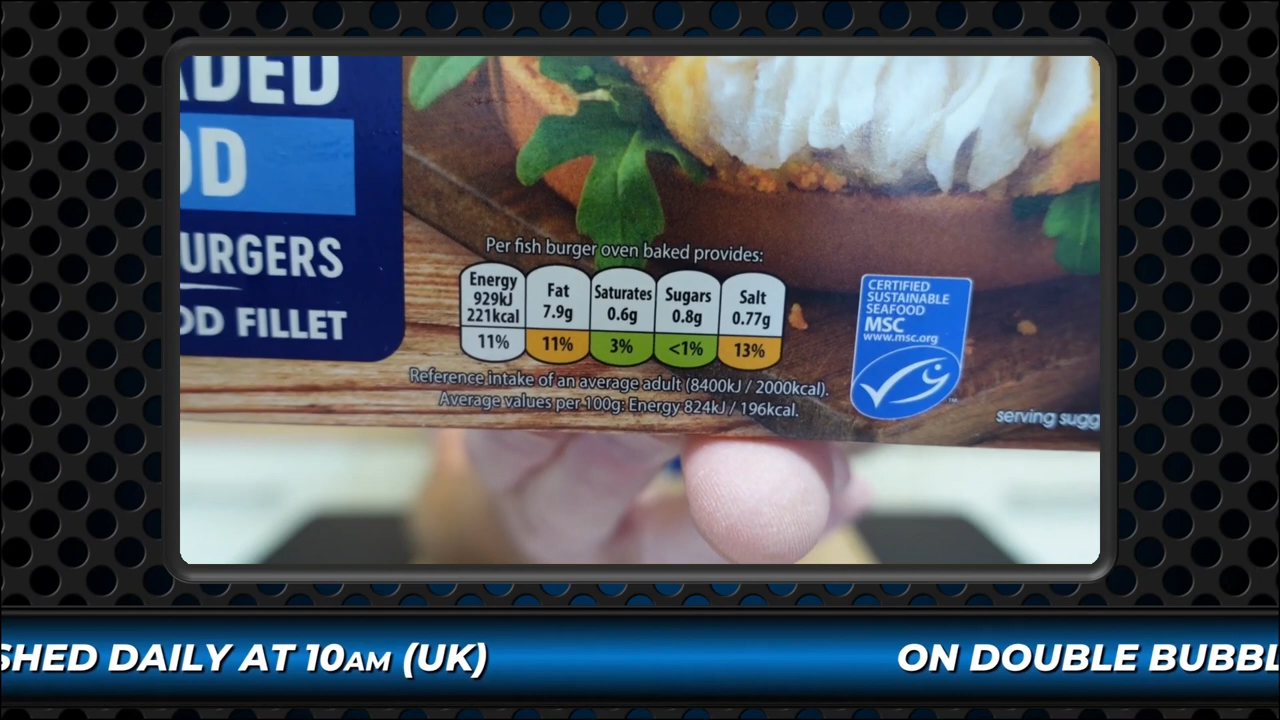 ADED
OD
URGERS
OD FILLET
Per fish burger oven baked provides:
Energy
929kJ
221kcal
11%
Fat
7.9g
11%
Saturates
0.6g
3%
Sugars
0.8g
<1%
Salt
0.77g
13%
Reference intake of an average adult (8400kJ / 2000kcal).
Average values per 100g: Energy 824kJ / 196kcal.
CERTIFIED
SUSTAINABLE
SEAFOOD
MSC
www.msc.org
TM
serving sugg
SHED DAILY AT 10AM (UK)
ON DOUBLE BUBBL